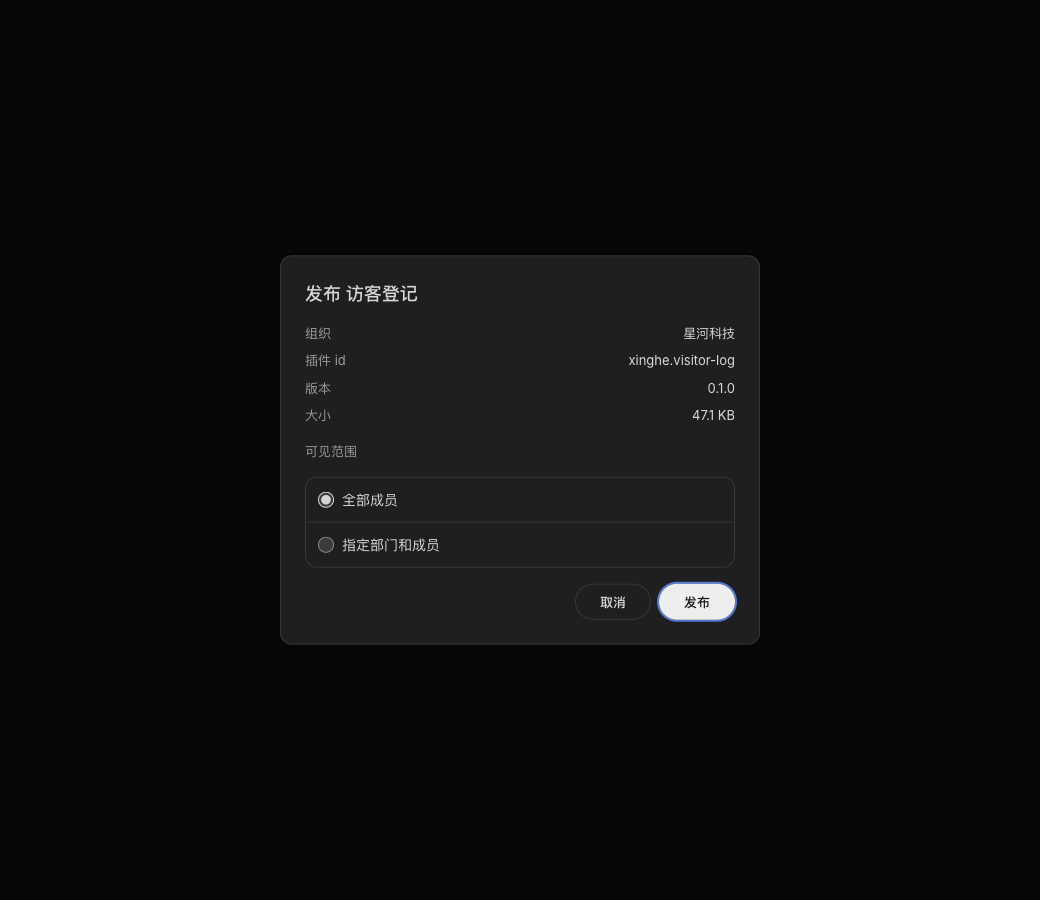 发布 访客登记
组织 星河科技
插件 id xinghe.visitor-log
版本 0.1.0
大小 47.1 KB
可见范围
全部成员
指定部门和成员
取消 发布